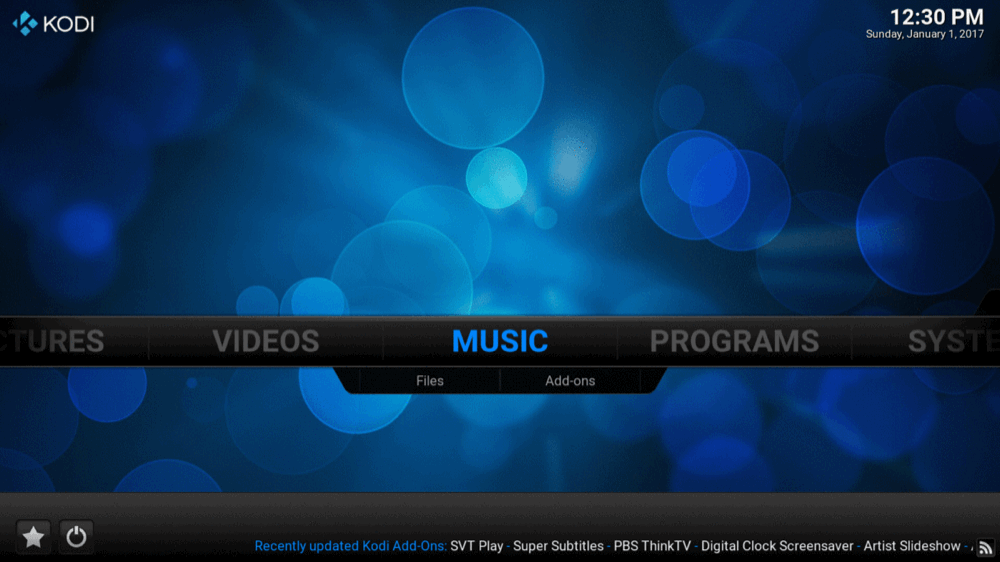 KODI
12:30 PM
Sunday, January 1, 2017
CTURES VIDEOS MUSIC PROGRAMS SYSTE
Files Add-ons
Recently updated Kodi Add-Ons: SVT Play - Super Subtitles - PBS ThinkTV - Digital Clock Screensaver - Artist Slideshow -